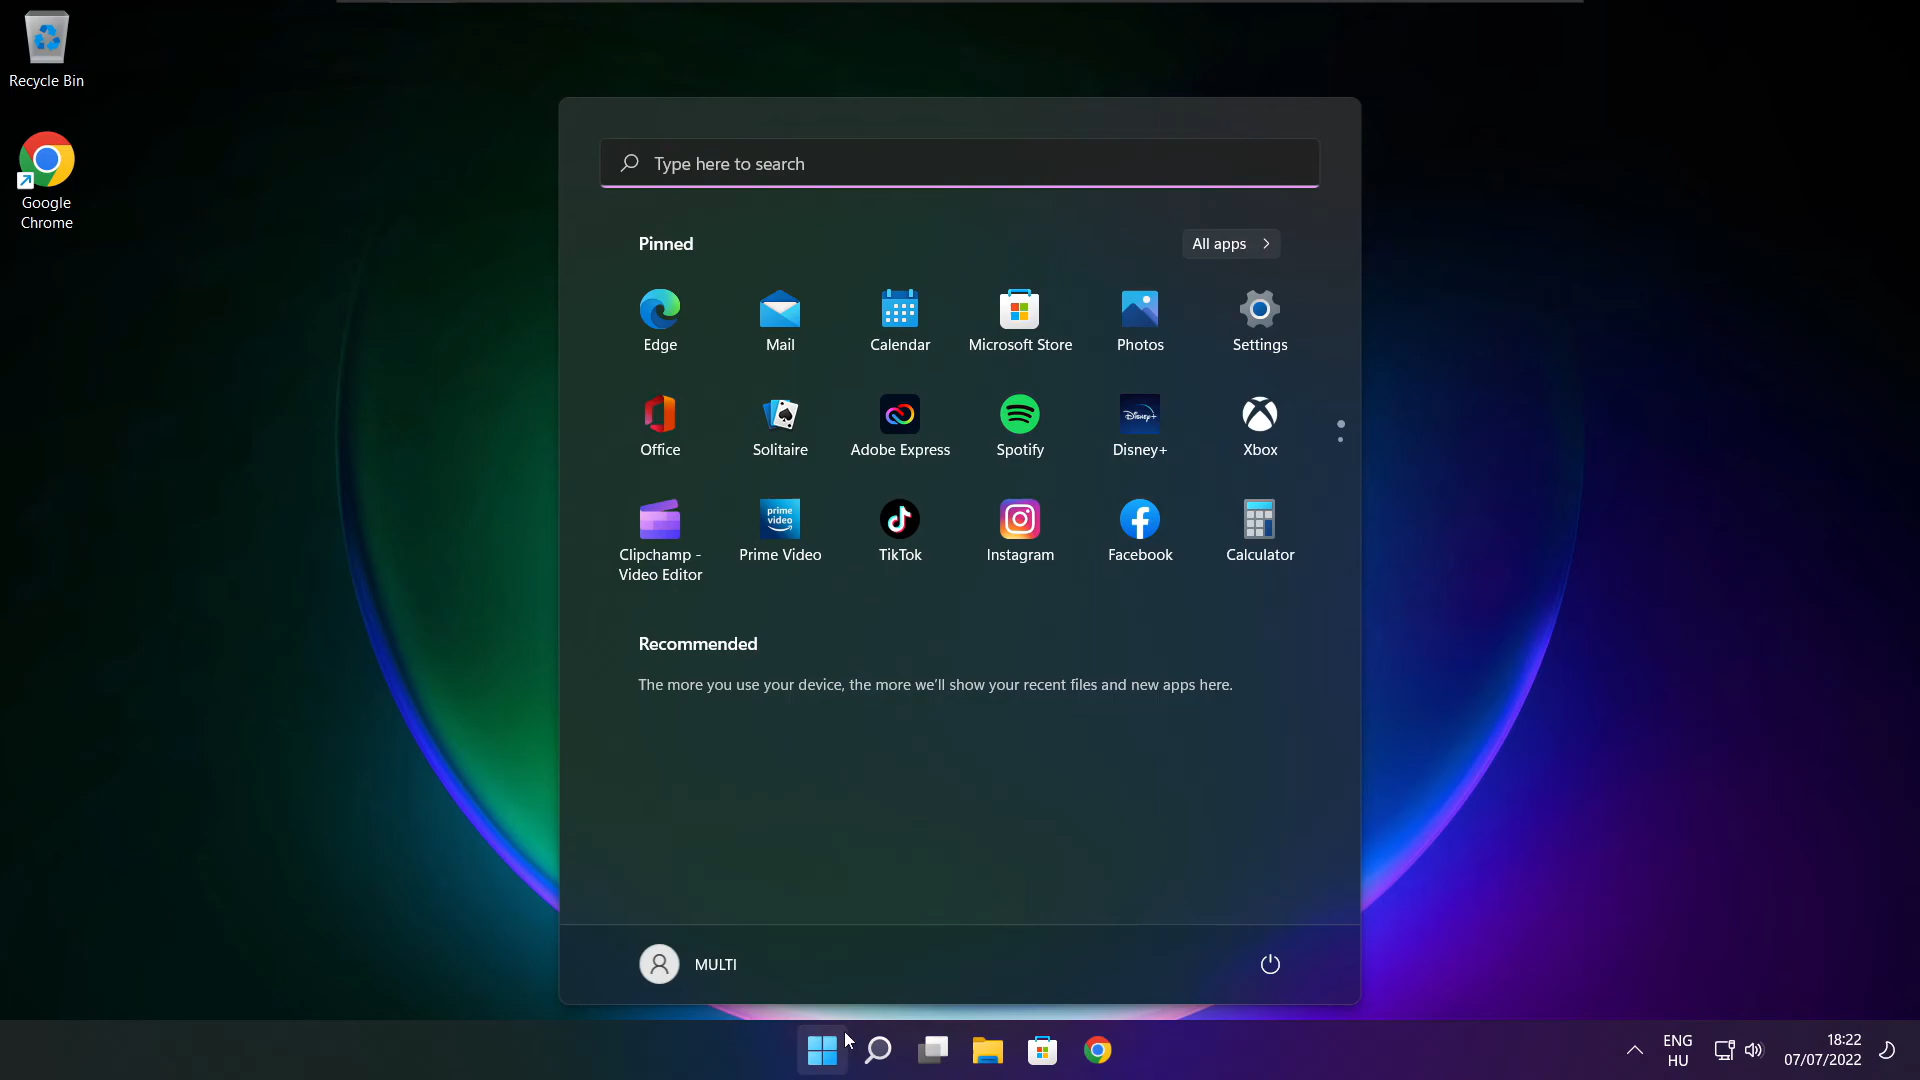 Recycle Bin
Google
Chrome
Type here to search
Pinned
All apps
Edge
Mail
Calendar
Microsoft Store
Photos
Settings
Disney+
Office
Solitaire
Adobe Express
Spotify
Disney+
Xbox
prime
video
Clipchamp -
Video Editor
Prime Video
TikTok
Instagram
Facebook
Calculator
Recommended
The more you use your device, the more we'll show your recent files and new apps here.
MULTI
ENG
HU
18:22
07/07/2022